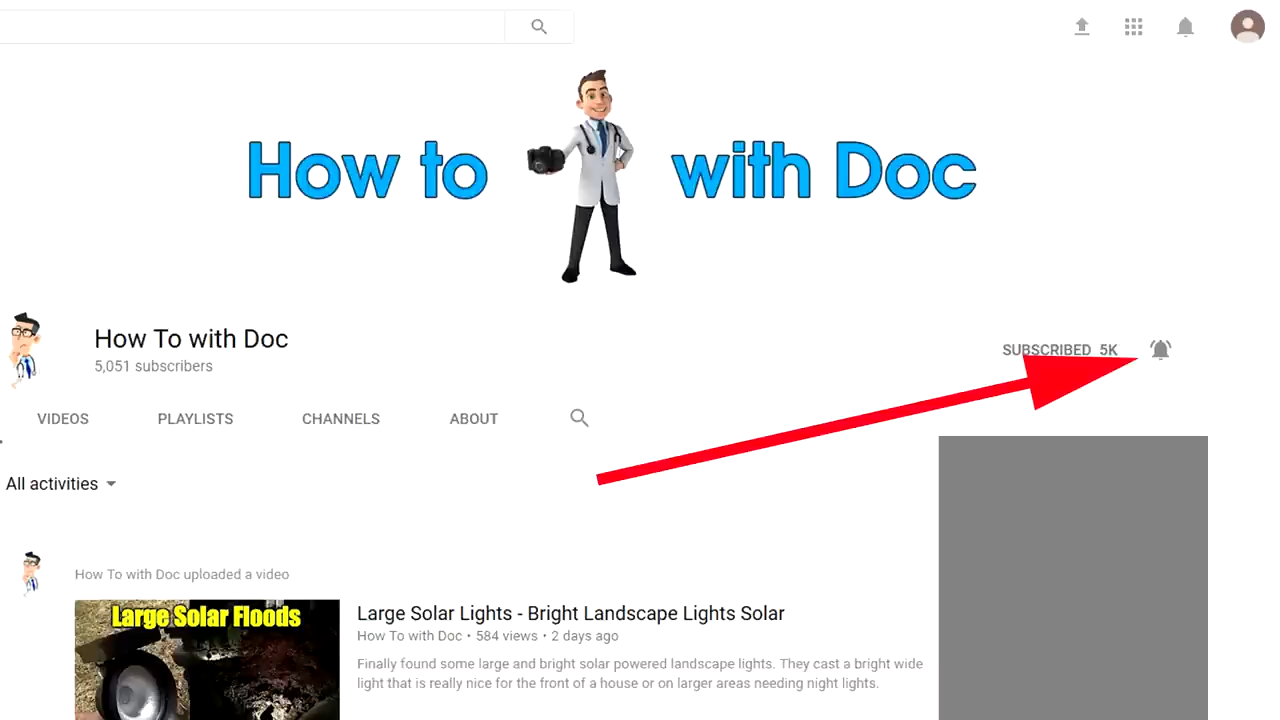 How to with Doc
How To with Doc
5,051 subscribers
SUBSCRIBED 5K
VIDEOS PLAYLISTS CHANNELS ABOUT
All activities
How To with Doc uploaded a video
Large Solar Floods
Large Solar Lights - Bright Landscape Lights Solar
How To with Doc • 584 views • 2 days ago
Finally found some large and bright solar powered landscape lights. They cast a bright wide
light that is really nice for the front of a house or on larger areas needing night lights.